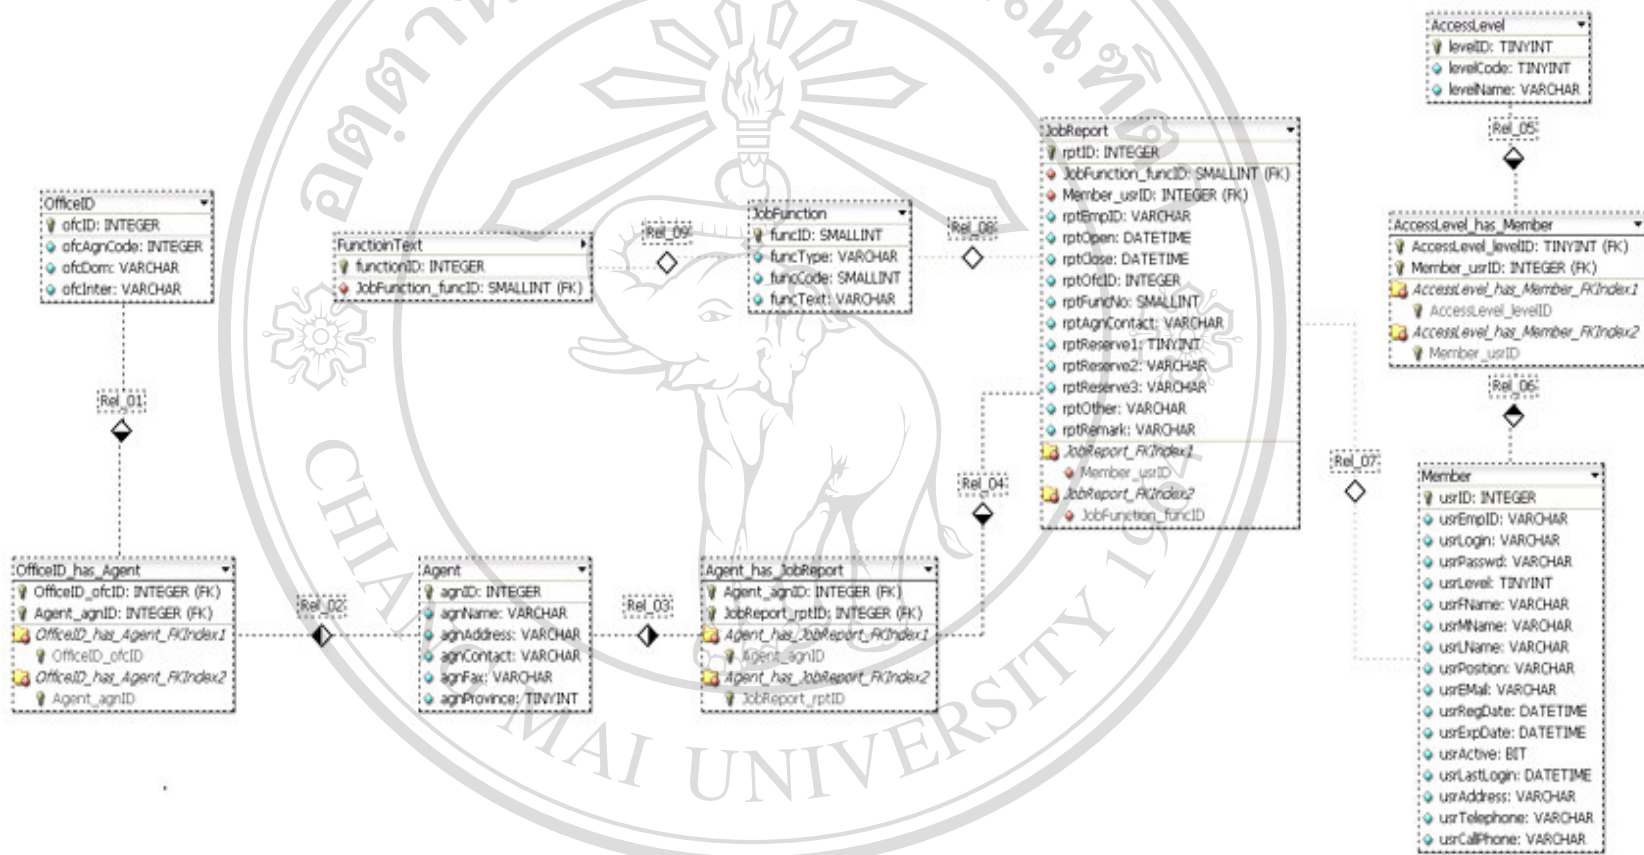 AccessLevel
levelID: TINYINT
levelCode: TINYINT
levelName: VARCHAR
Rel_05
JobReport
rptID: INTEGER
JobFunction_funcID: SMALLINT (FK)
Member_usrID: INTEGER (FK)
rptEmpID: VARCHAR
rptOpen: DATETIME
rptClose: DATETIME
rptOfcID: INTEGER
rptFuncNo: SMALLINT
rptAgnContact: VARCHAR
rptReserve1: TINYINT
rptReserve2: VARCHAR
rptReserve3: VARCHAR
rptOther: VARCHAR
rptRemark: VARCHAR
JobReport_FKIndex1
Member_usrID
JobReport_FKIndex2
JobFunction_funcID
OfficeID
ofcID: INTEGER
ofcAgnCode: INTEGER
ofcDom: VARCHAR
ofcInter: VARCHAR
FunctioinText
functionID: INTEGER
JobFunction_funcID: SMALLINT (FK)
Rel_09
JobFunction
funcID: SMALLINT
funcType: VARCHAR
funcCode: SMALLINT
funcText: VARCHAR
Rel_08
AccessLevel_has_Member
AccessLevel_levelID: TINYINT (FK)
Member_usrID: INTEGER (FK)
AccessLevel_has_Member_FKIndex1
AccessLevel_levelID
AccessLevel_has_Member_FKIndex2
Member_usrID
Rel_06
Rel_01
Rel_04
Rel_07
Member
usrID: INTEGER
usrEmpID: VARCHAR
usrLogin: VARCHAR
usrPasswd: VARCHAR
usrLevel: TINYINT
usrFName: VARCHAR
usrMName: VARCHAR
usrLName: VARCHAR
usrPosition: VARCHAR
usrEMail: VARCHAR
usrRegDate: DATETIME
usrExpDate: DATETIME
usrActive: BIT
usrLastLogin: DATETIME
usrAddress: VARCHAR
usrTelephone: VARCHAR
usrCallPhone: VARCHAR
OfficeID_has_Agent
OfficeID_ofcID: INTEGER (FK)
Agent_agnID: INTEGER (FK)
OfficeID_has_Agent_FKIndex1
OfficeID_ofcID
OfficeID_has_Agent_FKIndex2
Agent_agnID
Rel_02
Agent
agnID: INTEGER
agnName: VARCHAR
agnAddress: VARCHAR
agnContact: VARCHAR
agnFax: VARCHAR
agnProvince: TINYINT
Rel_03
Agent_has_JobReport
Agent_agnID: INTEGER (FK)
JobReport_rptID: INTEGER (FK)
Agent_has_JobReport_FKIndex1
Agent_agnID
Agent_has_JobReport_FKIndex2
JobReport_rptID
MAI UNIVERSITY 1964